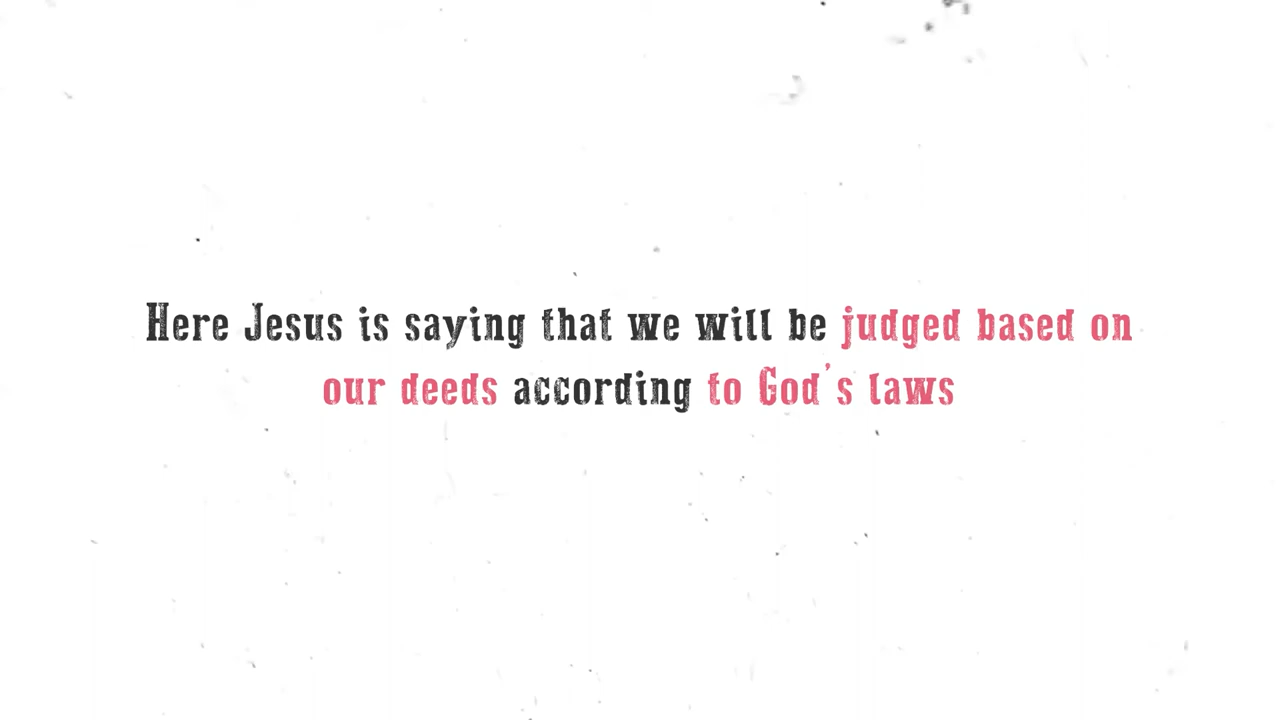 Here Jesus is saying that we will be judged based on
our deeds according to God's laws